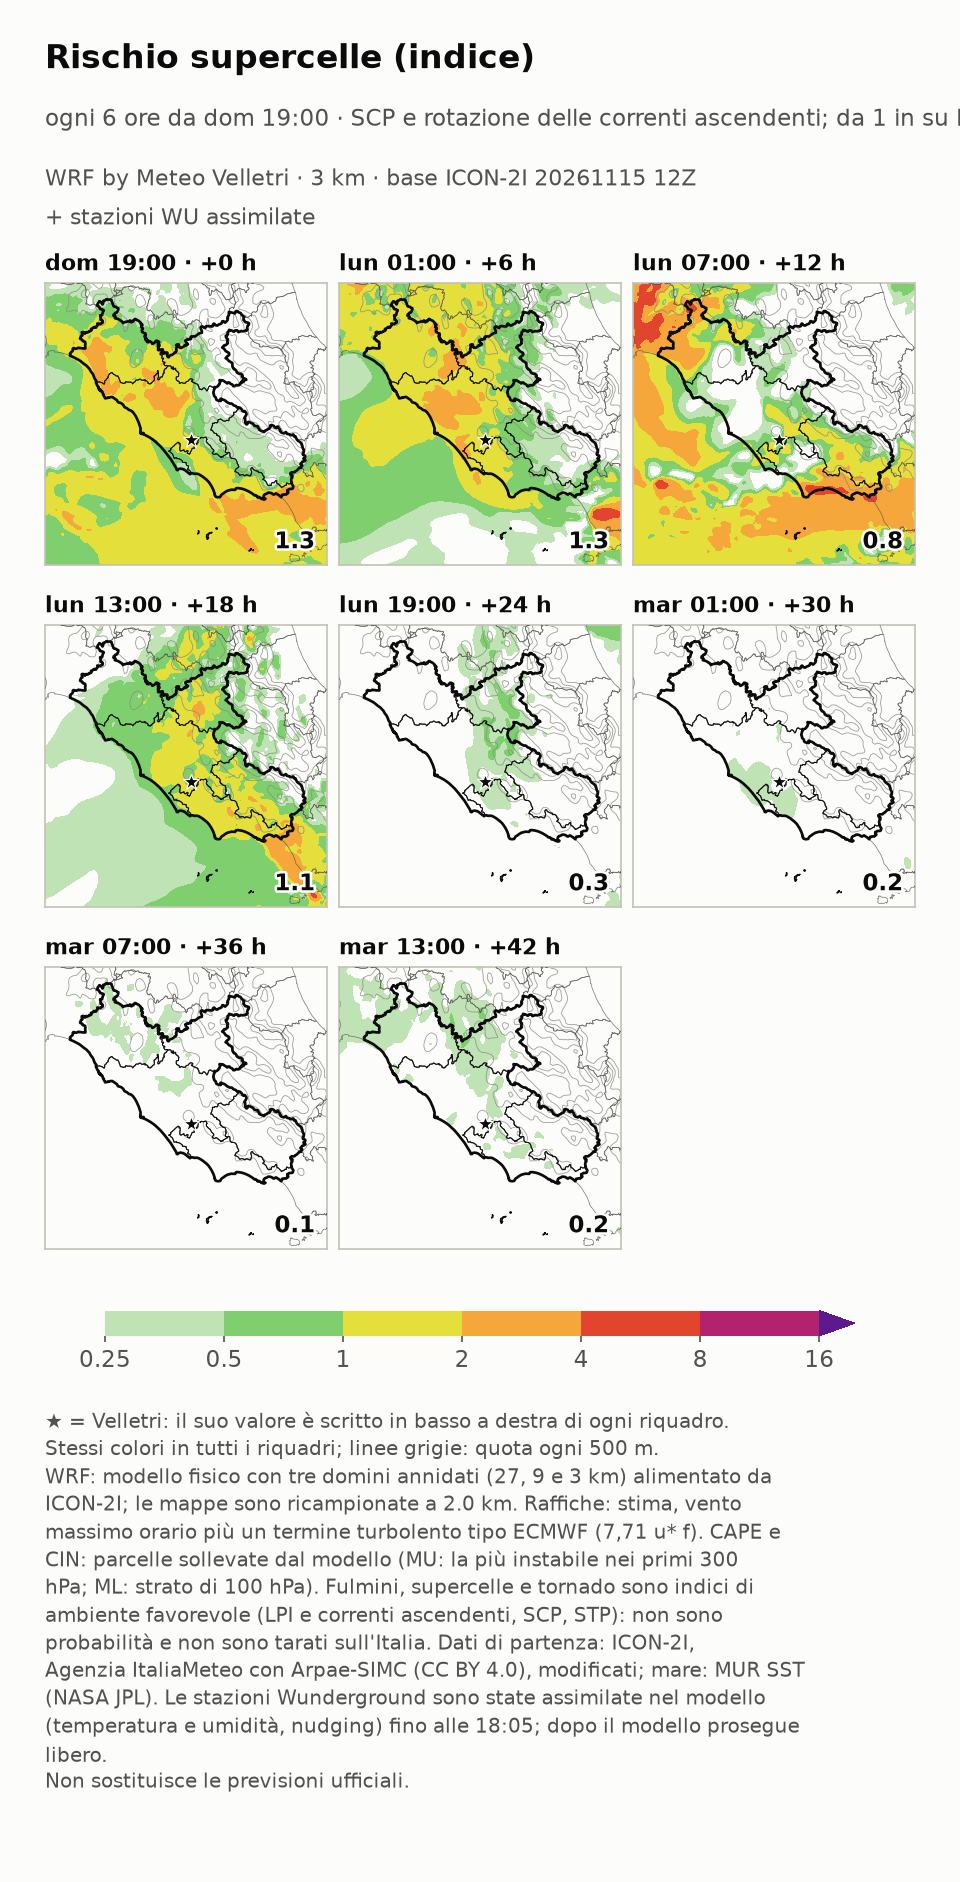 Rischio supercelle (indice)
ogni 6 ore da dom 19:00 · SCP e rotazione delle correnti ascendenti; da 1 in su
WRF by Meteo Velletri · 3 km · base ICON-2I 20261115 12Z
+ stazioni WU assimilate
dom 19:00 · +0 h
lun 01:00 · +6 h
lun 07:00 · +12 h
1.3
1.3
0.8
lun 13:00 · +18 h
lun 19:00 · +24 h
mar 01:00 · +30 h
1.1
0.3
0.2
mar 07:00 · +36 h
mar 13:00 · +42 h
0.1
0.2
0.25 0.5 1 2 4 8 16
★ = Velletri: il suo valore è scritto in basso a destra di ogni riquadro.
Stessi colori in tutti i riquadri; linee grigie: quota ogni 500 m.
WRF: modello fisico con tre domini annidati (27, 9 e 3 km) alimentato da
ICON-2I; le mappe sono ricampionate a 2.0 km. Raffiche: stima, vento
massimo orario più un termine turbolento tipo ECMWF (7,71 u* f). CAPE e
CIN: parcelle sollevate dal modello (MU: la più instabile nei primi 300
hPa; ML: strato di 100 hPa). Fulmini, supercelle e tornado sono indici di
ambiente favorevole (LPI e correnti ascendenti, SCP, STP): non sono
probabilità e non sono tarati sull'Italia. Dati di partenza: ICON-2I,
Agenzia ItaliaMeteo con Arpae-SIMC (CC BY 4.0), modificati; mare: MUR SST
(NASA JPL). Le stazioni Wunderground sono state assimilate nel modello
(temperatura e umidità, nudging) fino alle 18:05; dopo il modello prosegue
libero.
Non sostituisce le previsioni ufficiali.